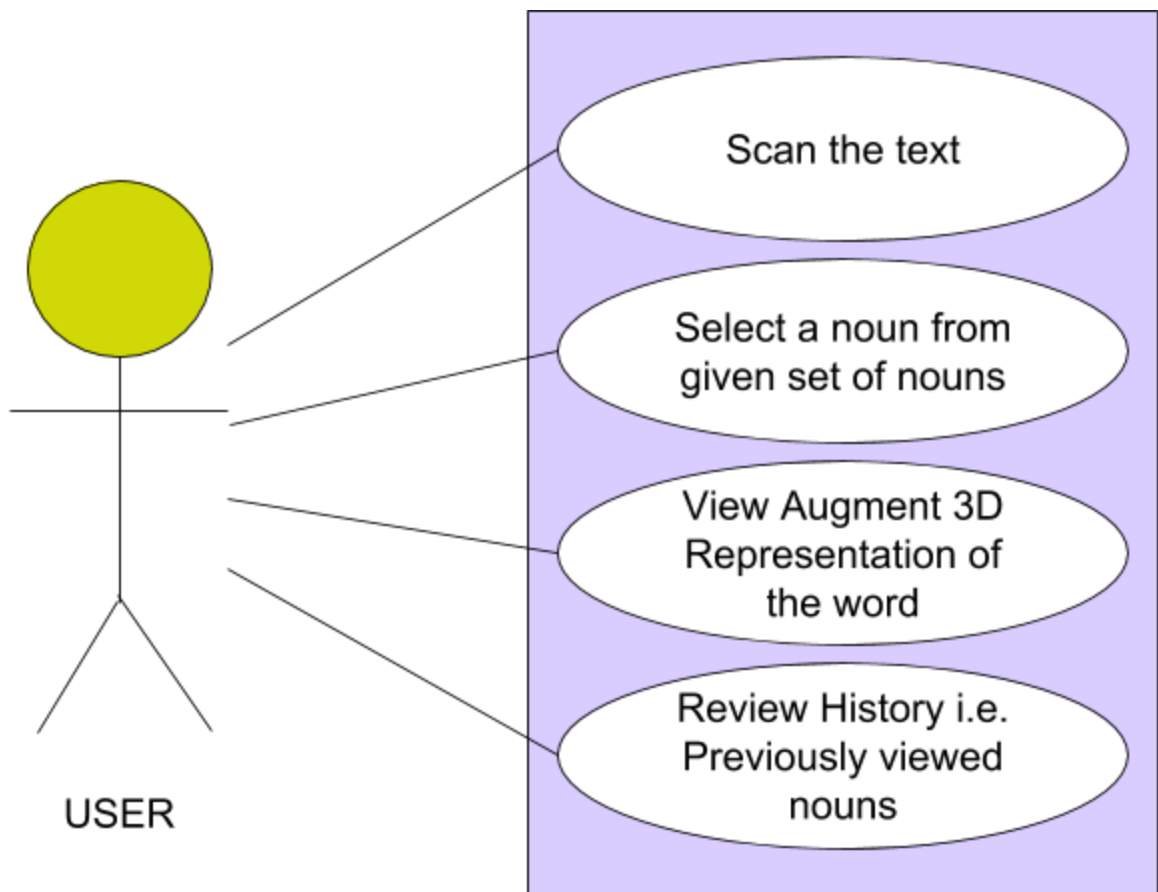 Scan the text
Select a noun from
given set of nouns
View Augment 3D
Representation of
the word
Review History i.e.
Previously viewed
nouns
USER